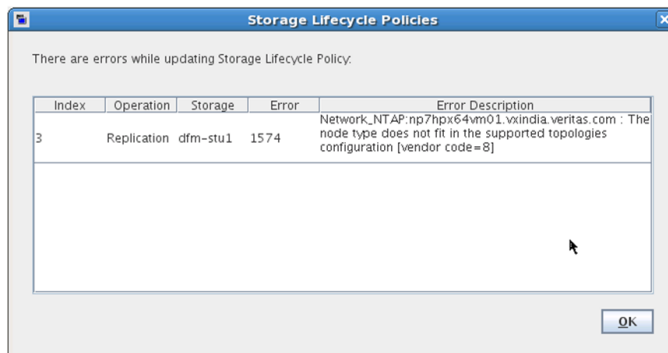 Storage Lifecycle Policies
There are errors while updating Storage Lifecycle Policy:
Index Operation Storage Error Error Description
Network_NTAP:np7hpx64vm01.vxindia.veritas.com : The
3 Replication dfm-stu1 1574 node type does not fit in the supported topologies
configuration [vendor code=8]
OK